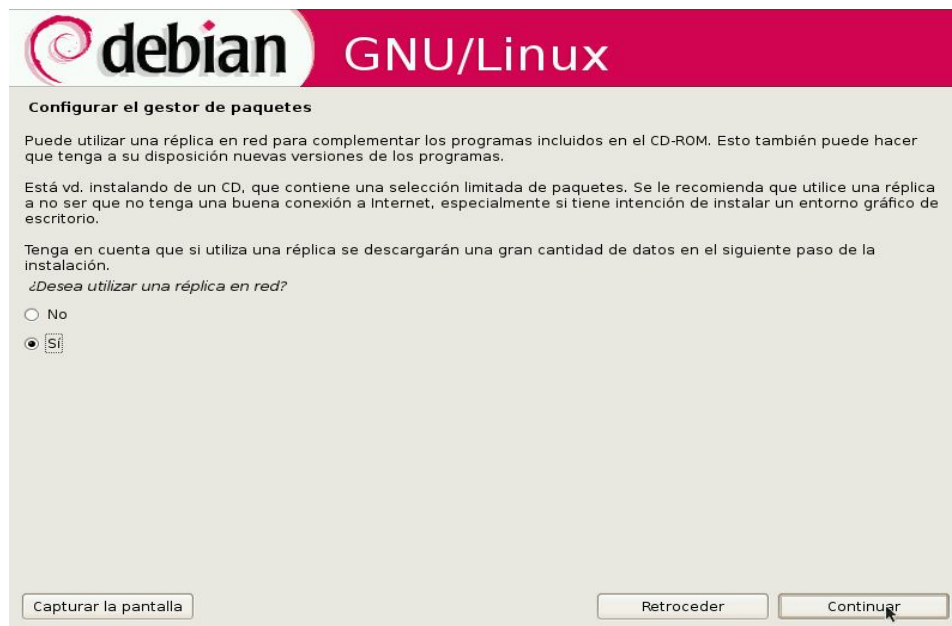 debian GNU/Linux
Configurar el gestor de paquetes
Puede utilizar una réplica en red para complementar los programas incluidos en el CD-ROM. Esto también puede hacer
que tenga a su disposición nuevas versiones de los programas.
Está vd. instalando de un CD, que contiene una selección limitada de paquetes. Se le recomienda que utilice una réplica
a no ser que no tenga una buena conexión a Internet, especialmente si tiene intención de instalar un entorno gráfico de
escritorio.
Tenga en cuenta que si utiliza una réplica se descargarán una gran cantidad de datos en el siguiente paso de la
instalación.
¿Desea utilizar una réplica en red?
No
Sí
Capturar la pantalla
Retroceder
Continuar